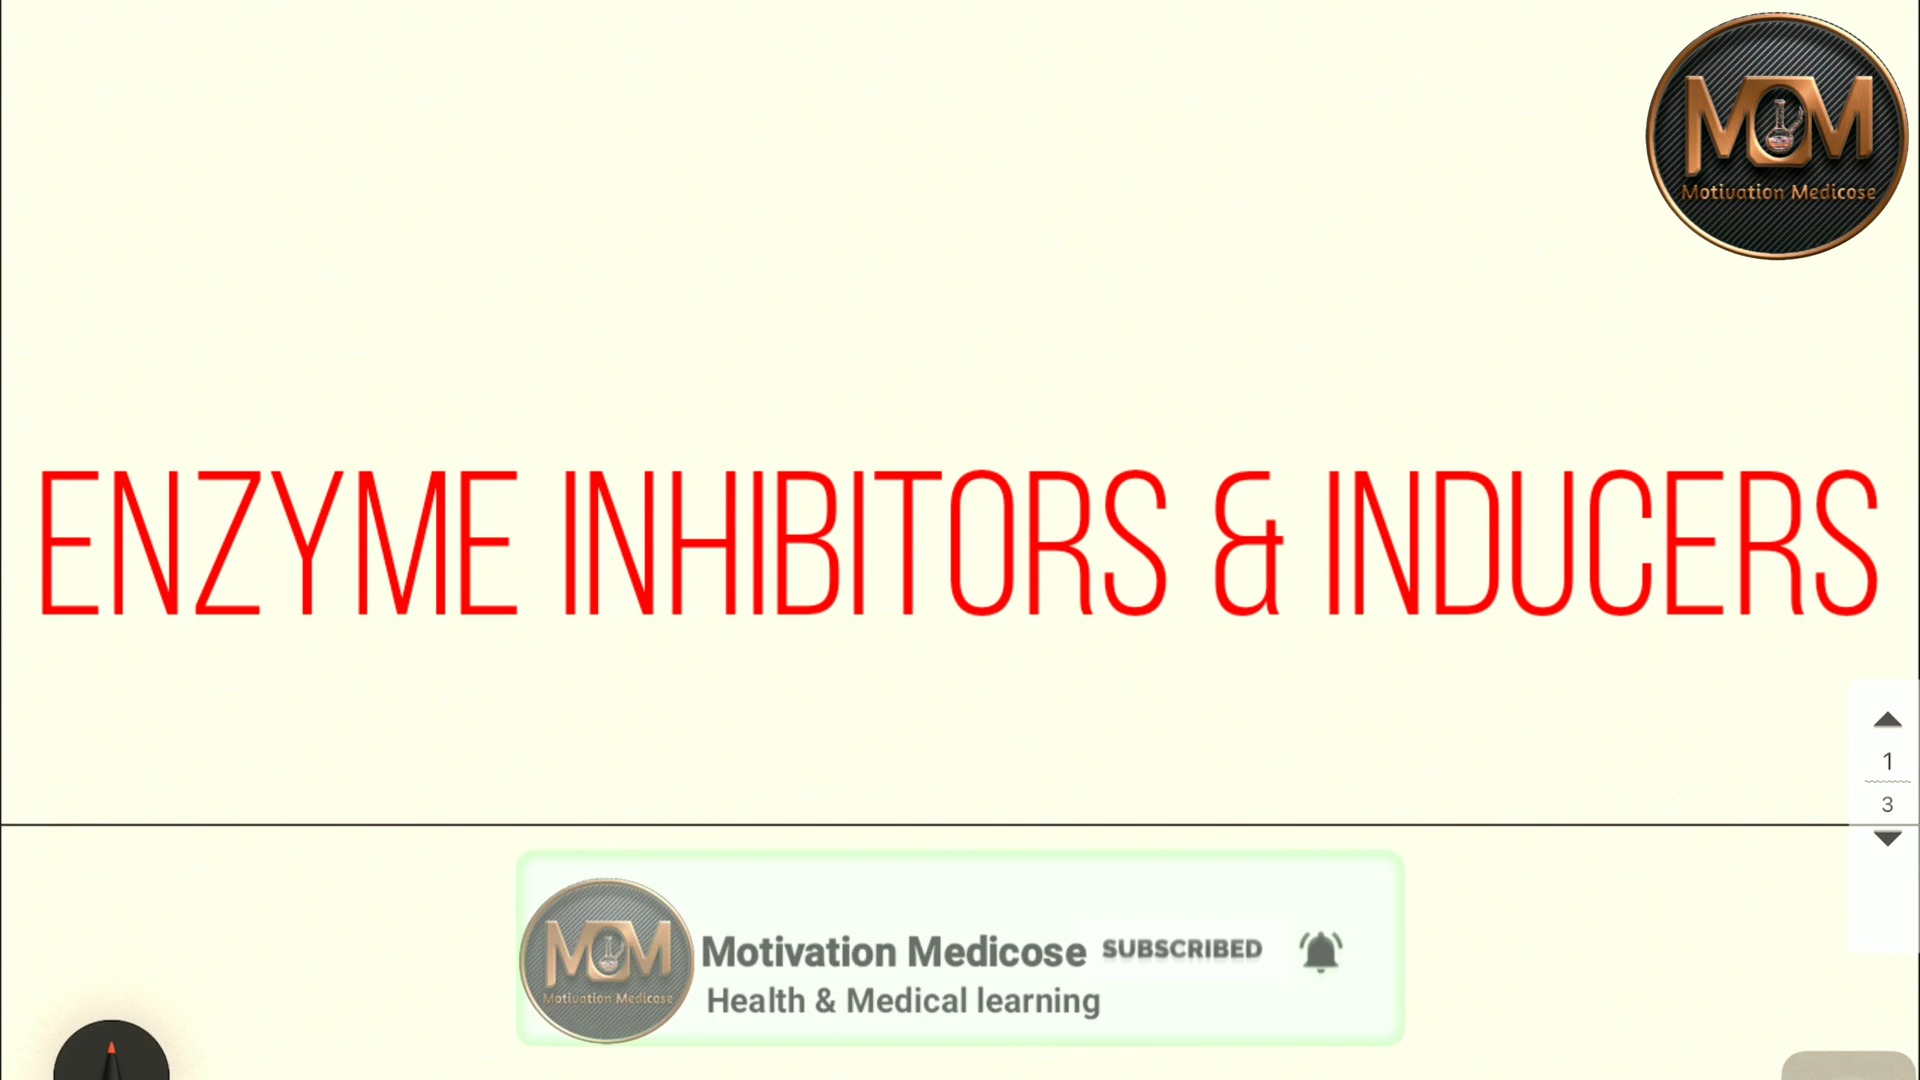 MOM
Motivation Medicose
ENZYME INHIBITORS & INDUCERS
1
3
MOM
Motivation Medicose
Motivation Medicose SUBSCRIBED
Health & Medical learning